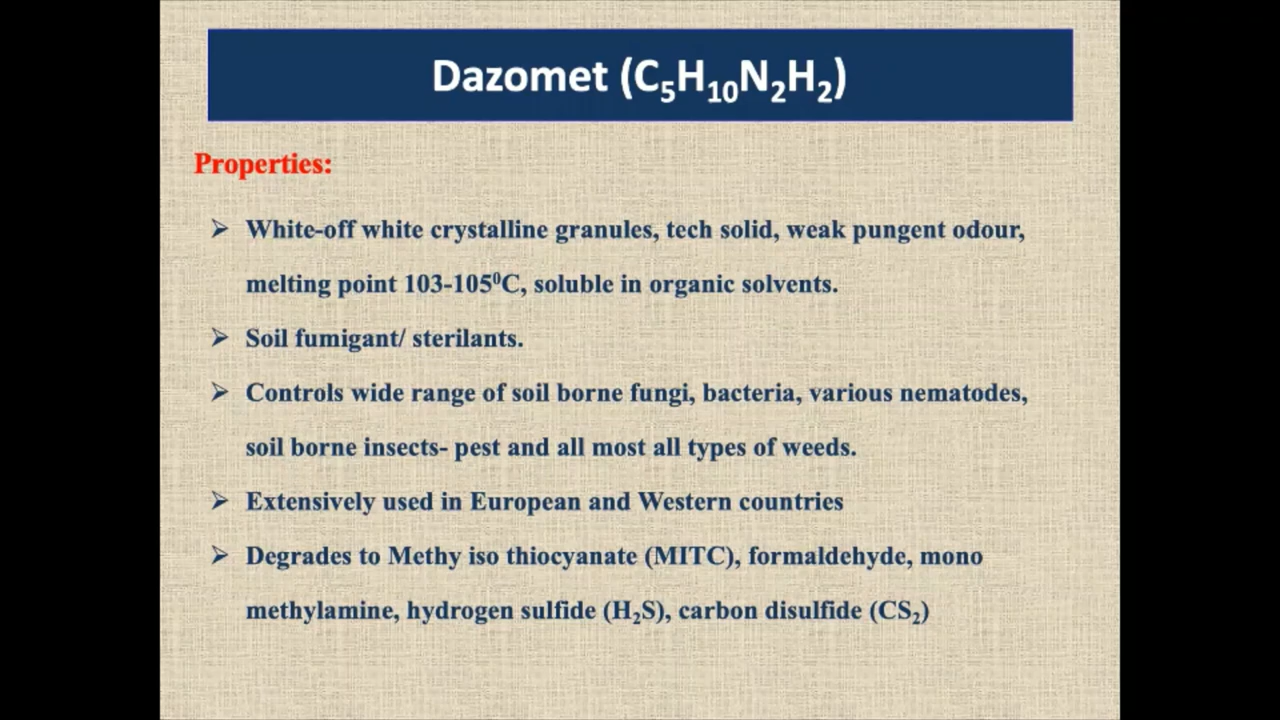 Dazomet (C₅H₁₀N₂H₂)
Properties:
➢ White-off white crystalline granules, tech solid, weak pungent odour,
melting point 103-105⁰C, soluble in organic solvents.
➢ Soil fumigant/ sterilants.
➢ Controls wide range of soil borne fungi, bacteria, various nematodes,
soil borne insects- pest and all most all types of weeds.
➢ Extensively used in European and Western countries
➢ Degrades to Methy iso thiocyanate (MITC), formaldehyde, mono
methylamine, hydrogen sulfide (H₂S), carbon disulfide (CS₂)